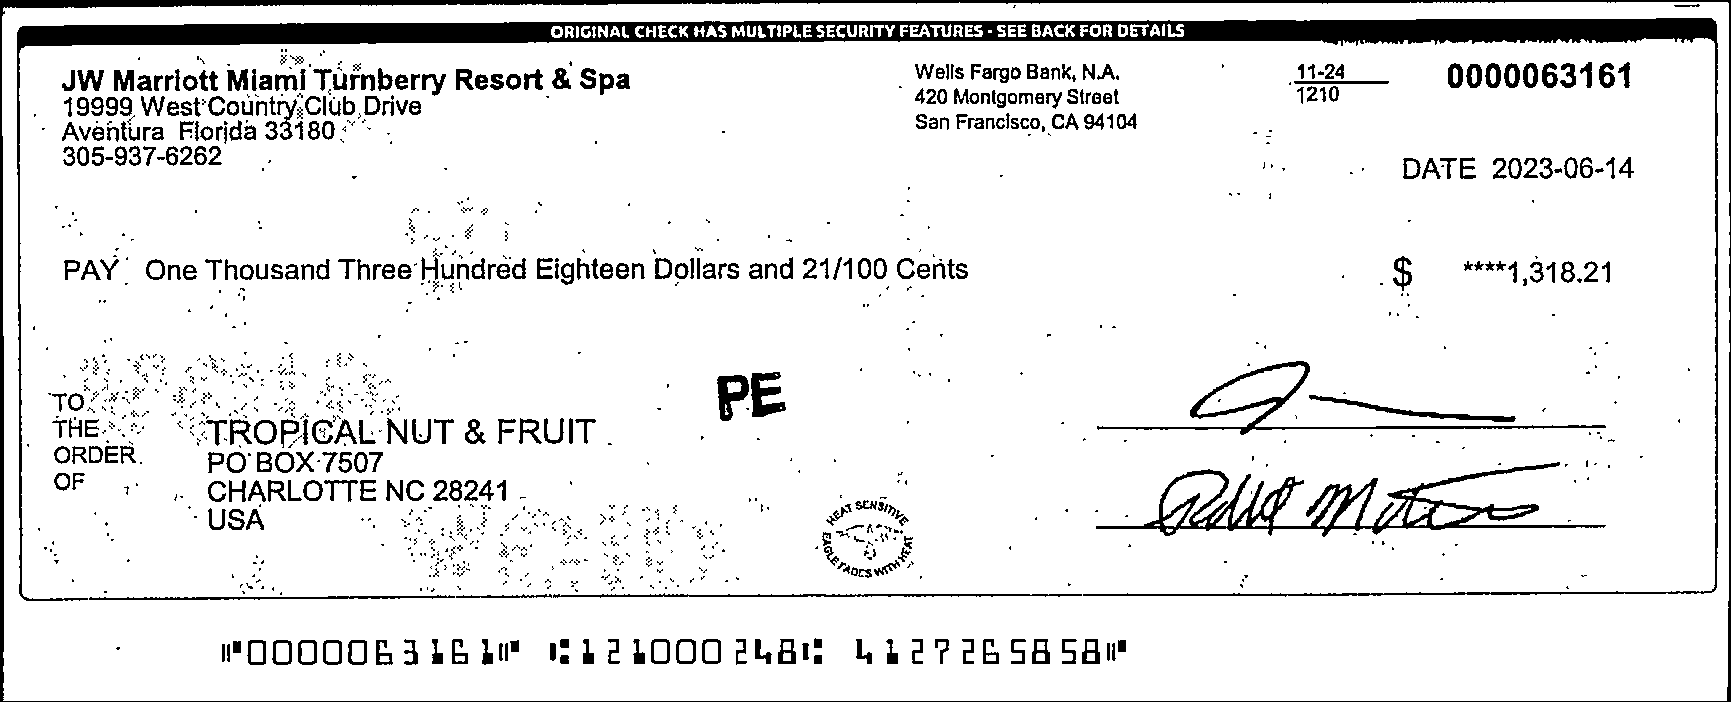 ORIGINAL CHECK HAS MULTIPLE SECURITY FEATURES - SEE BACK FOR DETAILS
JW Marriott Miami Turnberry Resort & Spa
19999 West Country Club Drive
Aventura Florida 33180
305-937-6262
Wells Fargo Bank, N.A.
420 Montgomery Street
San Francisco, CA 94104
11-24
1210
0000063161
DATE 2023-06-14
PAY One Thousand Three Hundred Eighteen Dollars and 21/100 Cents
$ ****1,318.21
PE
TO
THE
ORDER
OF
TROPICAL NUT & FRUIT
PO BOX 7507
CHARLOTTE NC 28241
USA
VOID
HEAT SENSITIVE
EAGLE FADES WITH HEAT
⑈0000063161⑈ ⑆121000248⑆ 4127265858⑈